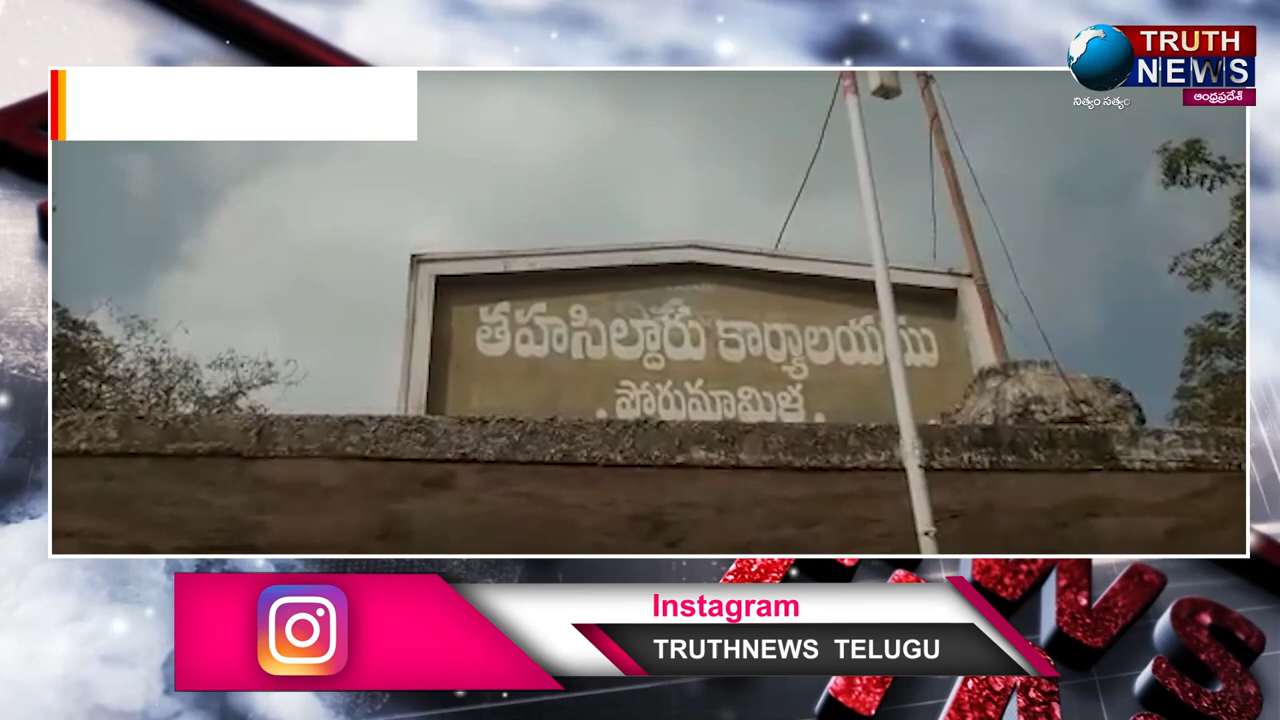 TRUTH
NEWS
నిత్యం సత్యం
ఆంధ్రప్రదేశ్
తహసిల్దారు కార్యాలయము
. పోరుమామిళ .
Instagram
TRUTHNEWS TELUGU